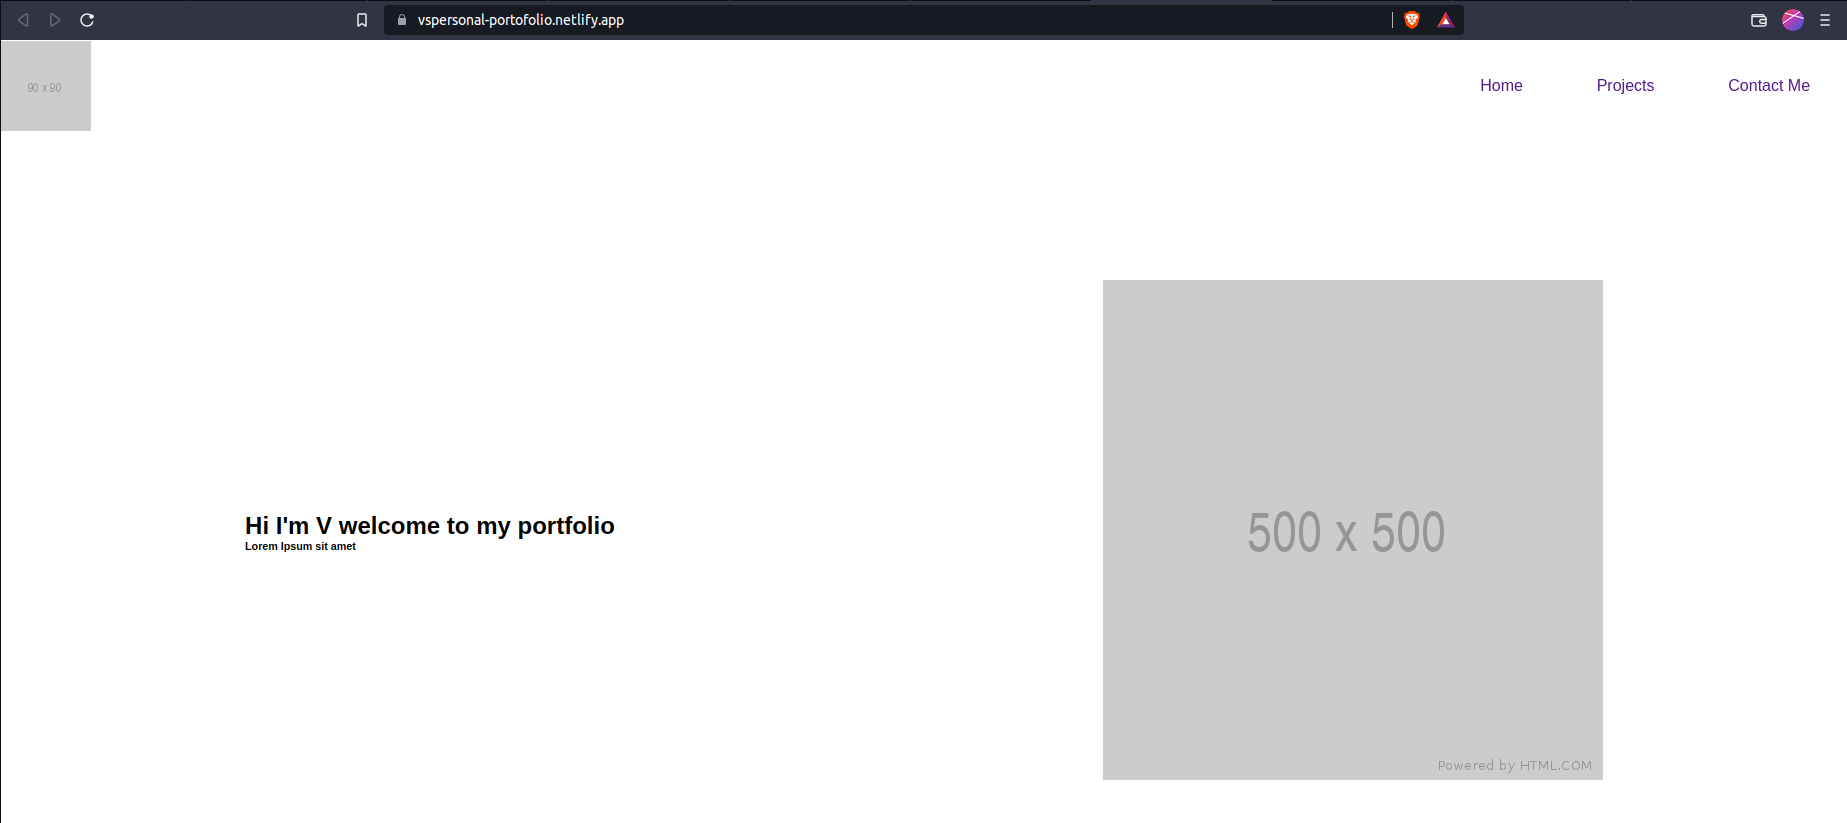 vspersonal-portofolio.netlify.app
90 x 90
Home Projects Contact Me
Hi I'm V welcome to my portfolio
Lorem Ipsum sit amet
500 x 500
Powered by HTML.COM